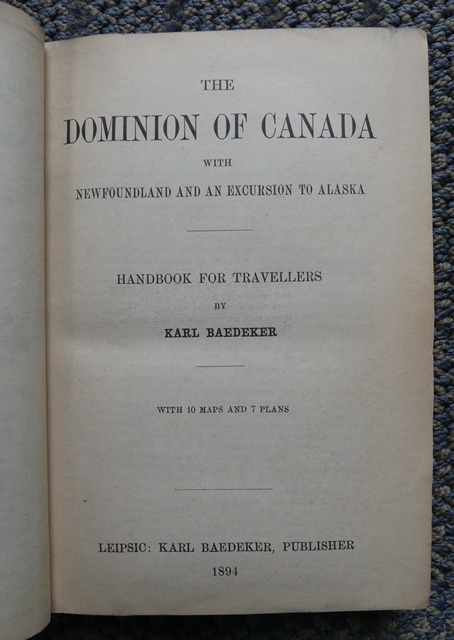 THE
DOMINION OF CANADA
WITH
NEWFOUNDLAND AND AN EXCURSION TO ALASKA
HANDBOOK FOR TRAVELLERS
BY
KARL BAEDEKER
WITH 10 MAPS AND 7 PLANS
LEIPSIC: KARL BAEDEKER, PUBLISHER
1894